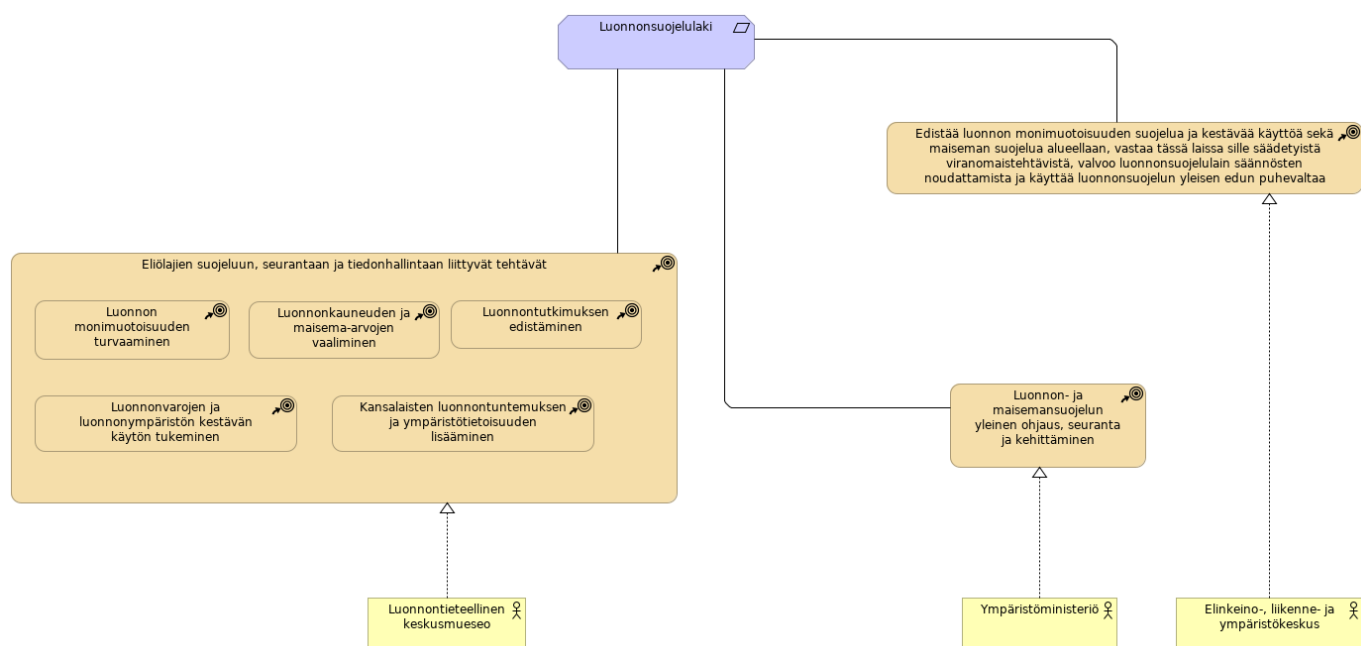 Luonnonsuojelulaki
Edistää luonnon monimuotoisuuden suojelua ja kestävää käyttöä sekä
maiseman suojelua alueellaan, vastaa tässä laissa sille säädetyistä
viranomaistehtävistä, valvoo luonnonsuojelulain säännösten
noudattamista ja käyttää luonnonsuojelun yleisen edun puhevaltaa
Eliölajien suojeluun, seurantaan ja tiedonhallintaan liittyvät tehtävät
Luonnon
monimuotoisuuden
turvaaminen
Luonnonkauneuden ja
maisema-arvojen
vaaliminen
Luonnontutkimuksen
edistäminen
Luonnonvarojen ja
luonnonympäristön kestävän
käytön tukeminen
Kansalaisten luonnontuntemuksen
ja ympäristötietoisuuden
lisääminen
Luonnon- ja
maisemansuojelun
yleinen ohjaus, seuranta
ja kehittäminen
Luonnontieteellinen
keskusmueseo
Ympäristöministeriö
Elinkeino-, liikenne- ja
ympäristökeskus